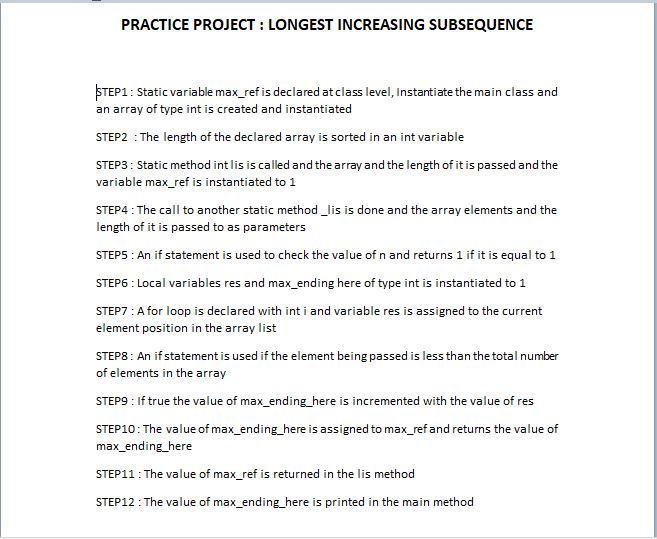 PRACTICE PROJECT : LONGEST INCREASING SUBSEQUENCE
STEP1 : Static variable max_ref is declared at class level, Instantiate the main class and
an array of type int is created and instantiated
STEP2  : The length of the declared array is sorted in an int variable
STEP3 : Static method int lis is called and the array and the length of it is passed and the
variable max_ref is instantiated to 1
STEP4 : The call to another static method _lis is done and the array elements and the
length of it is passed to as parameters
STEP5 : An if statement is used to check the value of n and returns 1 if it is equal to 1
STEP6 : Local variables res and max_ending here of type int is instantiated to 1
STEP7 : A for loop is declared with int i and variable res is assigned to the current
element position in the array list
STEP8 : An if statement is used if the element being passed is less than the total number
of elements in the array
STEP9 : If true the value of max_ending_here is incremented with the value of res
STEP10 : The value of max_ending_here is assigned to max_ref and returns the value of
max_ending_here
STEP11 : The value of max_ref is returned in the lis method
STEP12 : The value of max_ending_here is printed in the main method